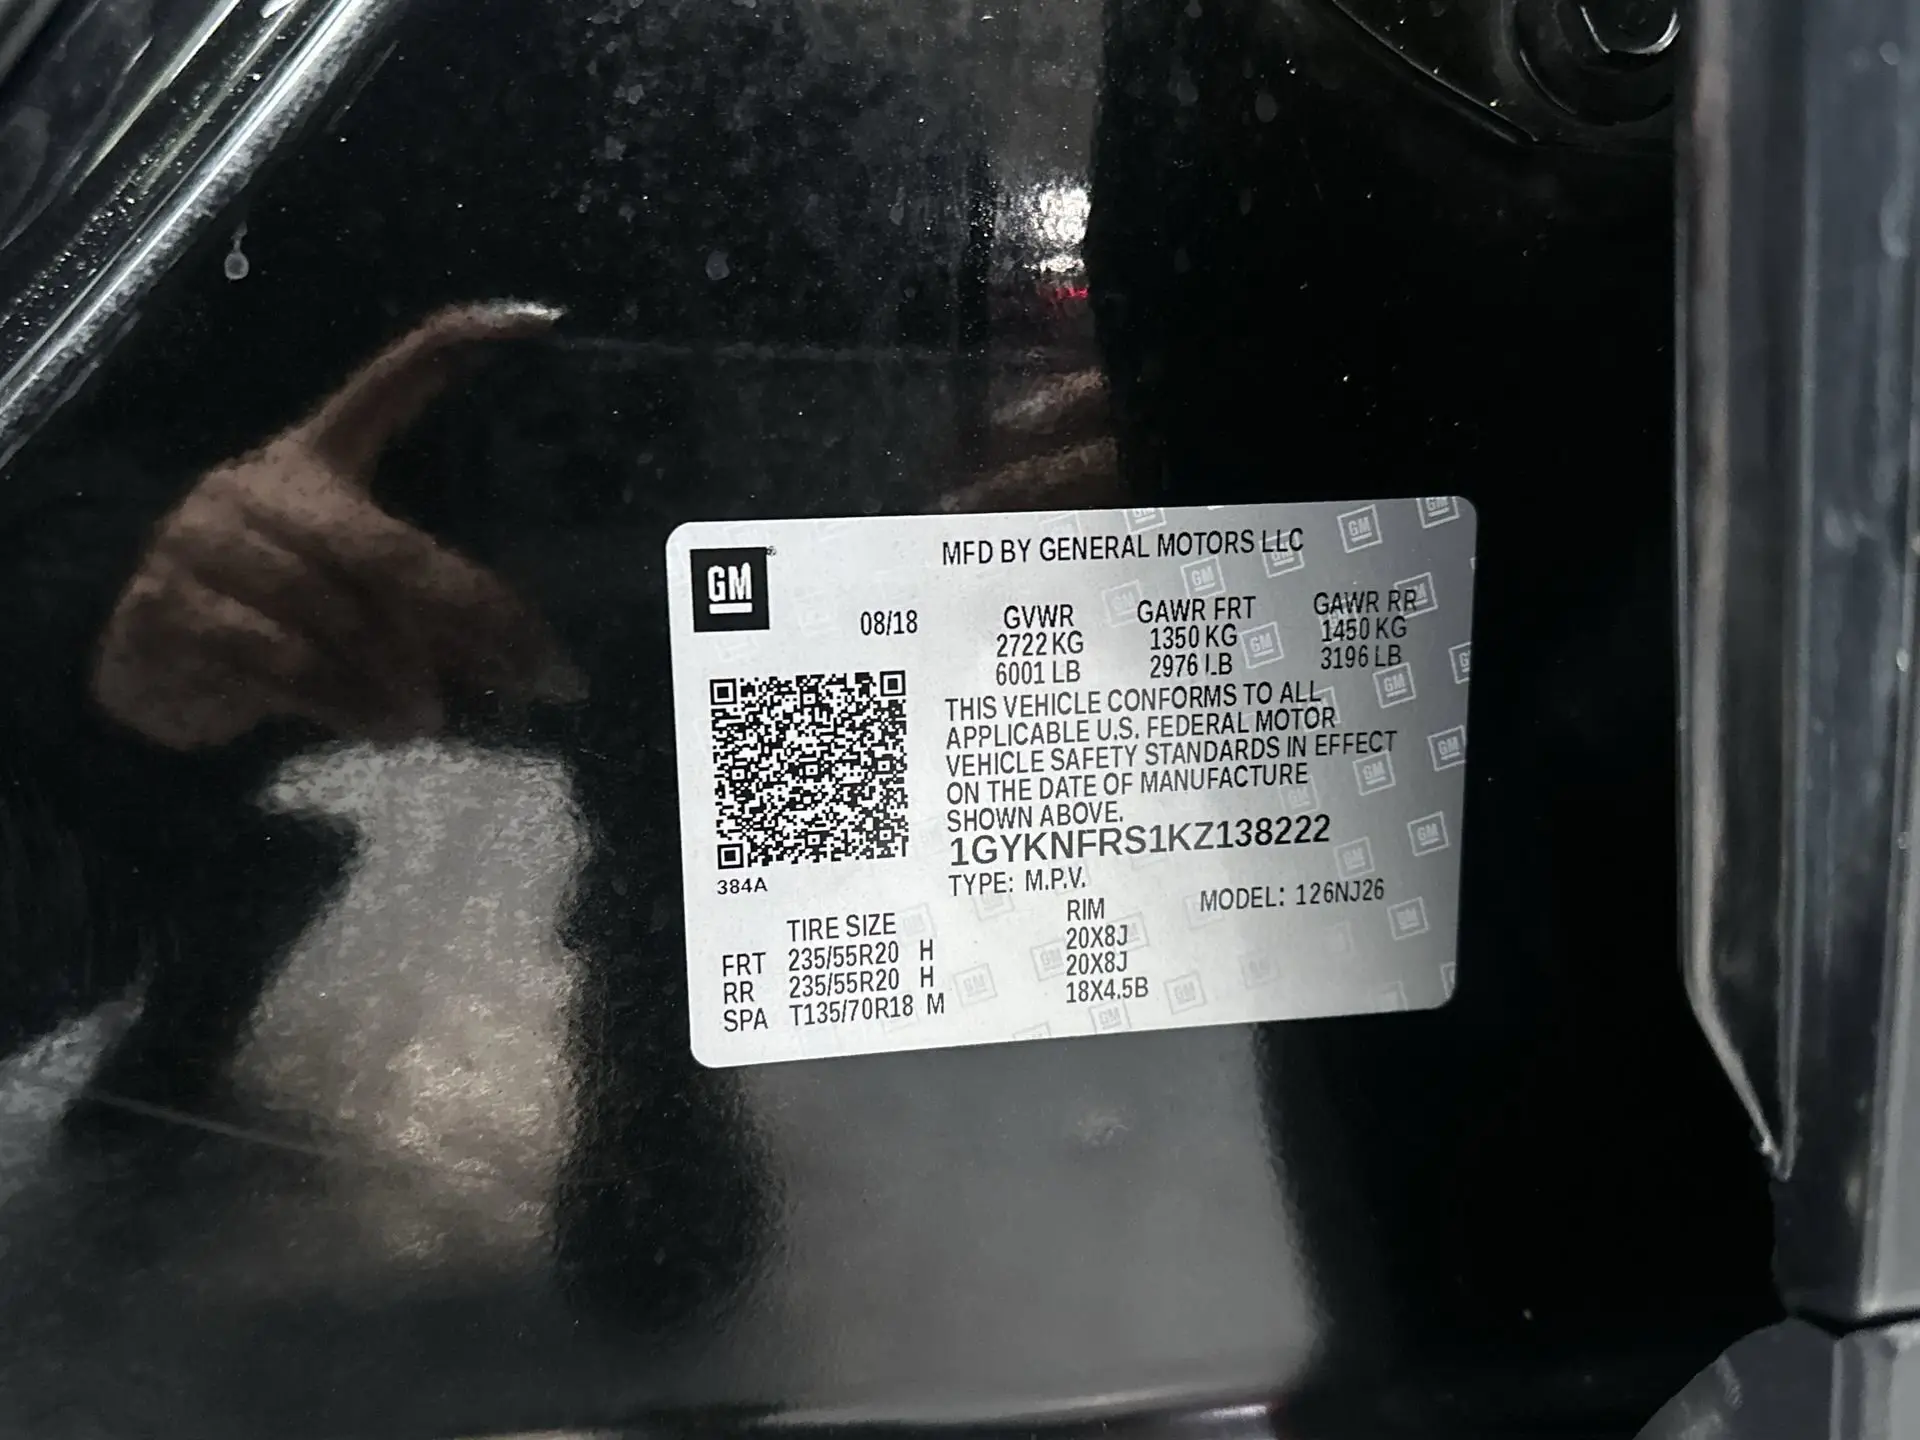 GM
MFD BY GENERAL MOTORS LLC
08/18 GVWR GAWR FRT GAWR RR
2722 KG 1350 KG 1450 KG
6001 LB 2976 LB 3196 LB
THIS VEHICLE CONFORMS TO ALL
APPLICABLE U.S. FEDERAL MOTOR
VEHICLE SAFETY STANDARDS IN EFFECT
ON THE DATE OF MANUFACTURE
SHOWN ABOVE.
1GYKNFRS1KZ138222
384A
TYPE: M.P.V. MODEL: 126NJ26
TIRE SIZE RIM
FRT 235/55R20 H 20X8J
RR 235/55R20 H 20X8J
SPA T135/70R18 M 18X4.5B